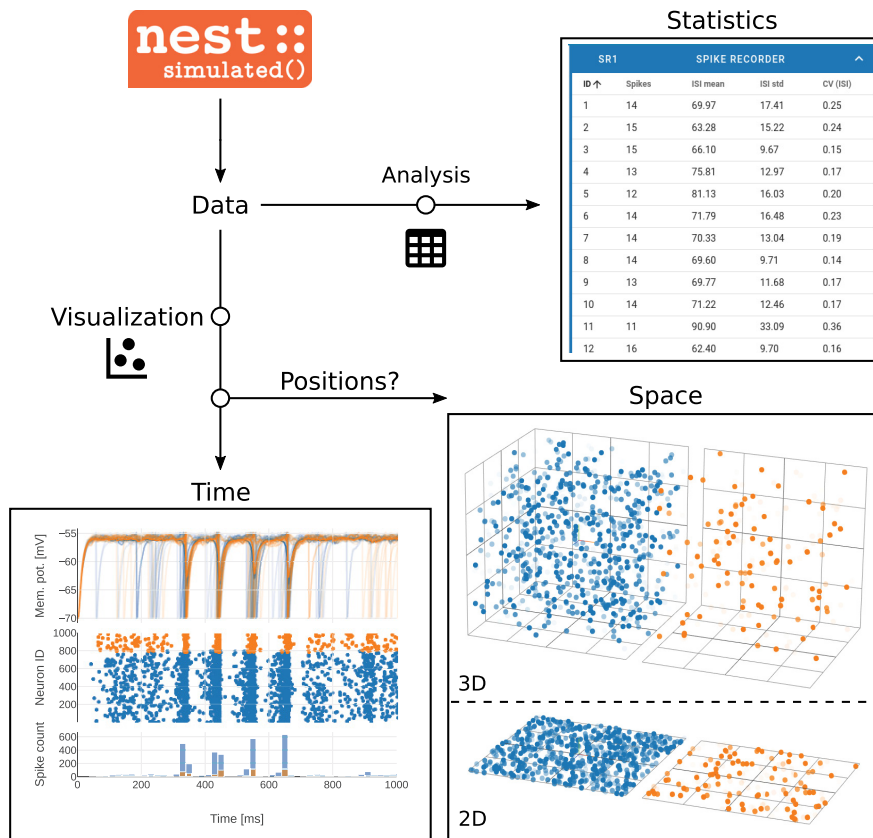 nest::
simulated()
Statistics
SR1 SPIKE RECORDER
ID Spikes ISI mean ISI std CV (ISI)
1 14 69.97 17.41 0.25
2 15 63.28 15.22 0.24
3 15 66.10 9.67 0.15
4 13 75.81 12.97 0.17
5 12 81.13 16.03 0.20
6 14 71.79 16.48 0.23
7 14 70.33 13.04 0.19
8 14 69.60 9.71 0.14
9 13 69.77 11.68 0.17
10 14 71.22 12.46 0.17
11 11 90.90 33.09 0.36
12 16 62.40 9.70 0.16
Analysis
Data
Visualization
Positions?
Space
3D
2D
Time
Mem. pot. [mV]
−55
−60
−65
−70
Neuron ID
1000
800
600
400
200
Spike count
600
400
200
0
0 200 400 600 800 1000
Time [ms]